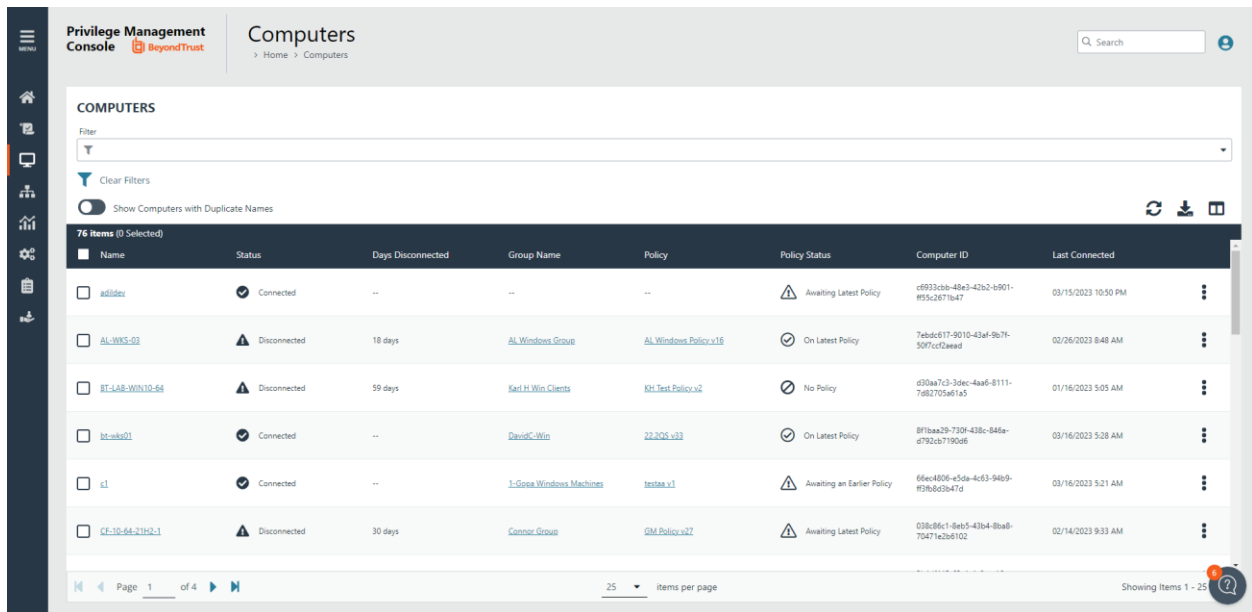 MENU
Privilege Management
Console BeyondTrust
Computers
> Home > Computers
Search
COMPUTERS
Filter
Clear Filters
Show Computers with Duplicate Names
76 items (0 Selected)
Name Status Days Disconnected Group Name Policy Policy Status Computer ID Last Connected
adildev Connected -- -- -- Awaiting Latest Policy c6933cbb-48e3-42b2-b901-
ff55c2671b47 03/15/2023 10:50 PM
AL-WKS-03 Disconnected 18 days AL Windows Group AL Windows Policy v16 On Latest Policy 7ebdc617-9010-43af-9b7f-
50f7ccf2aead 02/26/2023 8:48 AM
BT-LAB-WIN10-64 Disconnected 59 days Karl H Win Clients KH Test Policy v2 No Policy d30aa7c3-3dec-4aa6-8111-
7d82705a61a5 01/16/2023 5:05 AM
bt-wks01 Connected -- DavidC-Win 22.2QS v33 On Latest Policy 8f1baa29-730f-438c-846a-
d792cb7190d6 03/16/2023 5:28 AM
c1 Connected -- 1-Gopa Windows Machines testaa v1 Awaiting an Earlier Policy 66ec4806-e5da-4c63-94b9-
ff3fb8d3b47d 03/16/2023 5:21 AM
CF-10-64-21H2-1 Disconnected 30 days Connor Group GM Policy v27 Awaiting Latest Policy 038c86c1-8eb5-43b4-8ba8-
70471e2b6102 02/14/2023 9:33 AM
Page 1 of 4 25 items per page Showing Items 1 - 25
6